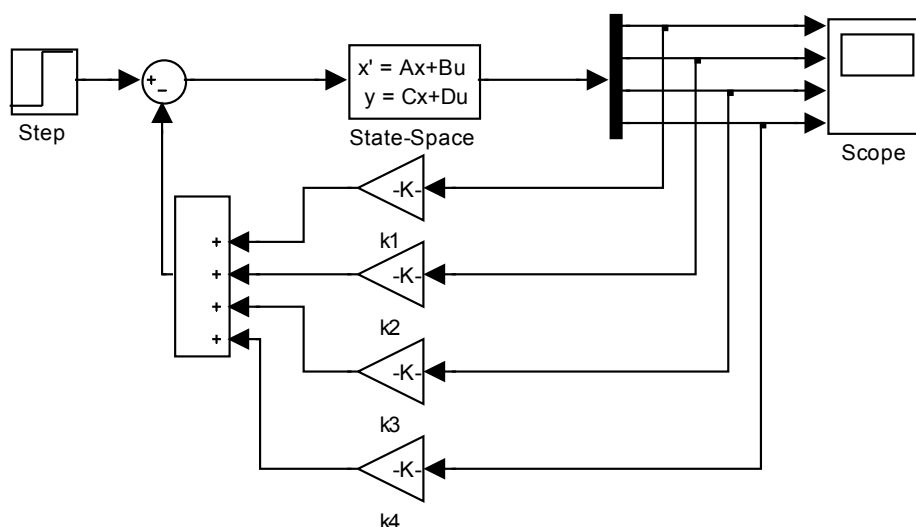 +
−
x' = Ax+Bu
y = Cx+Du
Step
State-Space
Scope
-K-
k1
-K-
k2
-K-
k3
-K-
k4
+
+
+
+